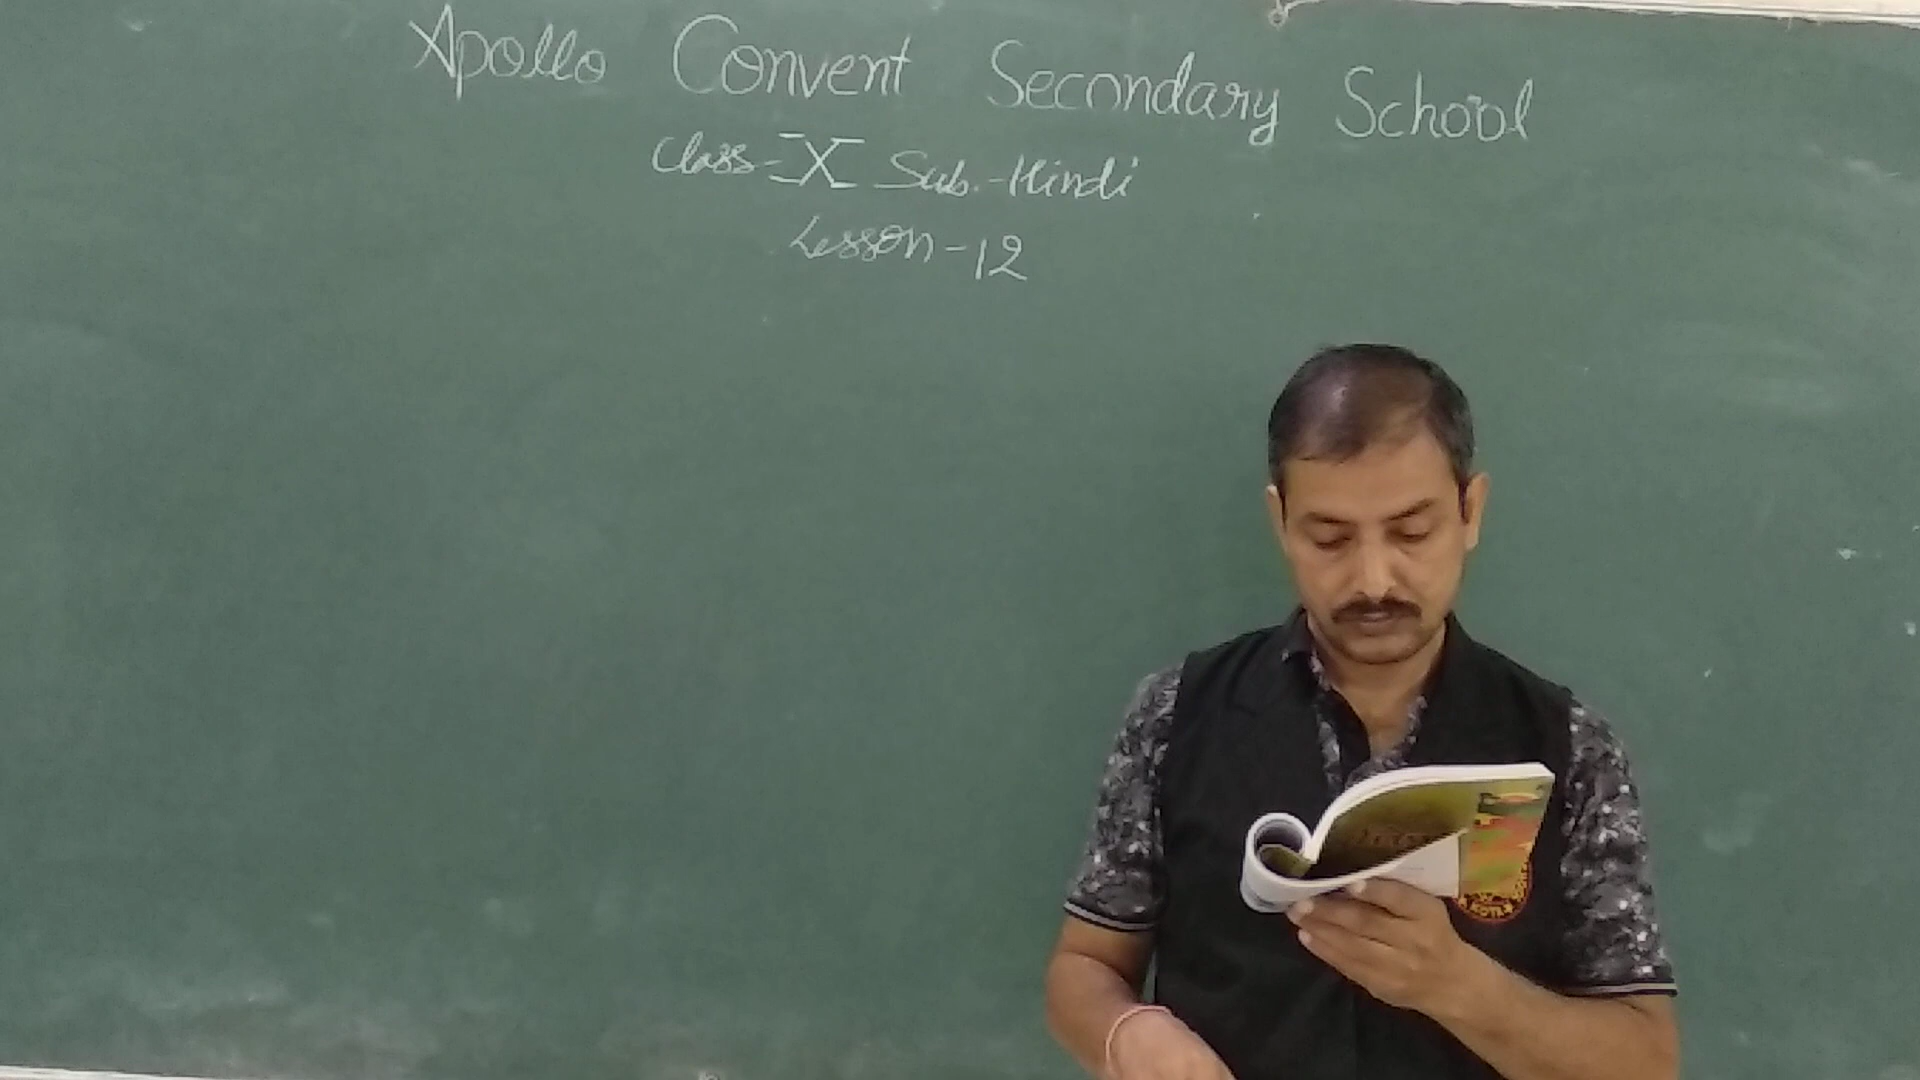 Apollo Convent Secondary School
Class-X Sub.-Hindi
Lesson-12